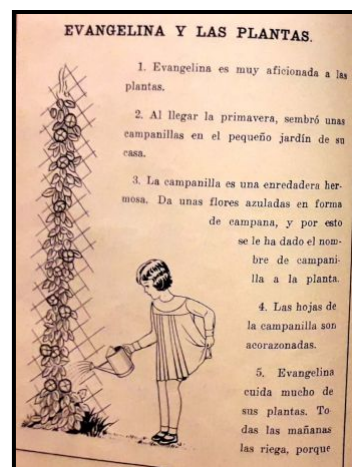 EVANGELINA Y LAS PLANTAS.
1. Evangelina es muy aficionada a las
plantas.
2. Al llegar la primavera, sembró unas
campanillas en el pequeño jardín de su
casa.
3. La campanilla es una enredadera her-
mosa. Da unas flores azuladas en forma
de campana, y por esto
se le ha dado el nom-
bre de campani-
lla a la planta.
4. Las hojas de
la campanilla son
acorazonadas.
5. Evangelina
cuida mucho de
sus plantas. To
das las mañanas
las riega, porque